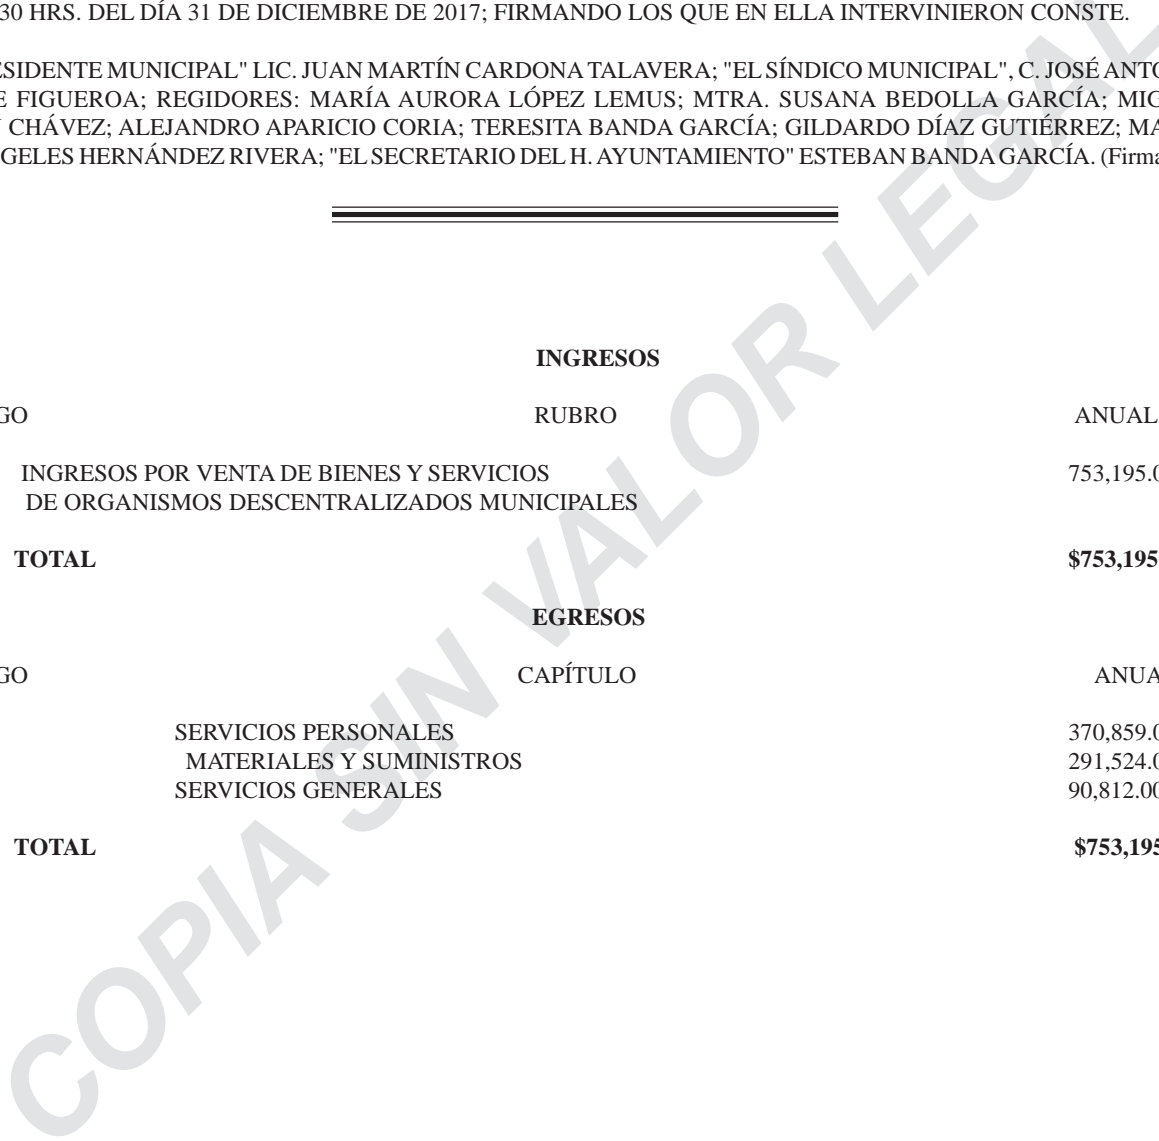 30 HRS. DEL DÍA 31 DE DICIEMBRE DE 2017; FIRMANDO LOS QUE EN ELLA INTERVINIERON CONSTE.
ESIDENTE MUNICIPAL" LIC. JUAN MARTÍN CARDONA TALAVERA; "EL SÍNDICO MUNICIPAL", C. JOSÉ ANTO
E FIGUEROA; REGIDORES: MARÍA AURORA LÓPEZ LEMUS; MTRA. SUSANA BEDOLLA GARCÍA; MIG
CHÁVEZ; ALEJANDRO APARICIO CORIA; TERESITA BANDA GARCÍA; GILDARDO DÍAZ GUTIÉRREZ; MA
GELES HERNÁNDEZ RIVERA; "EL SECRETARIO DEL H. AYUNTAMIENTO" ESTEBAN BANDA GARCÍA. (Firma
INGRESOS
GO RUBRO ANUAL
INGRESOS POR VENTA DE BIENES Y SERVICIOS 753,195.0
DE ORGANISMOS DESCENTRALIZADOS MUNICIPALES
TOTAL $753,195
EGRESOS
GO CAPÍTULO ANUA
SERVICIOS PERSONALES 370,859.0
MATERIALES Y SUMINISTROS 291,524.0
SERVICIOS GENERALES 90,812.00
TOTAL $753,195
COPIA SIN VALOR LEGAL